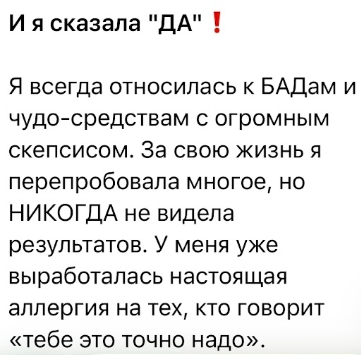 И я сказала "ДА" ❗
Я всегда относилась к БАДам и
чудо-средствам с огромным
скепсисом. За свою жизнь я
перепробовала многое, но
НИКОГДА не видела
результатов. У меня уже
выработалась настоящая
аллергия на тех, кто говорит
«тебе это точно надо».